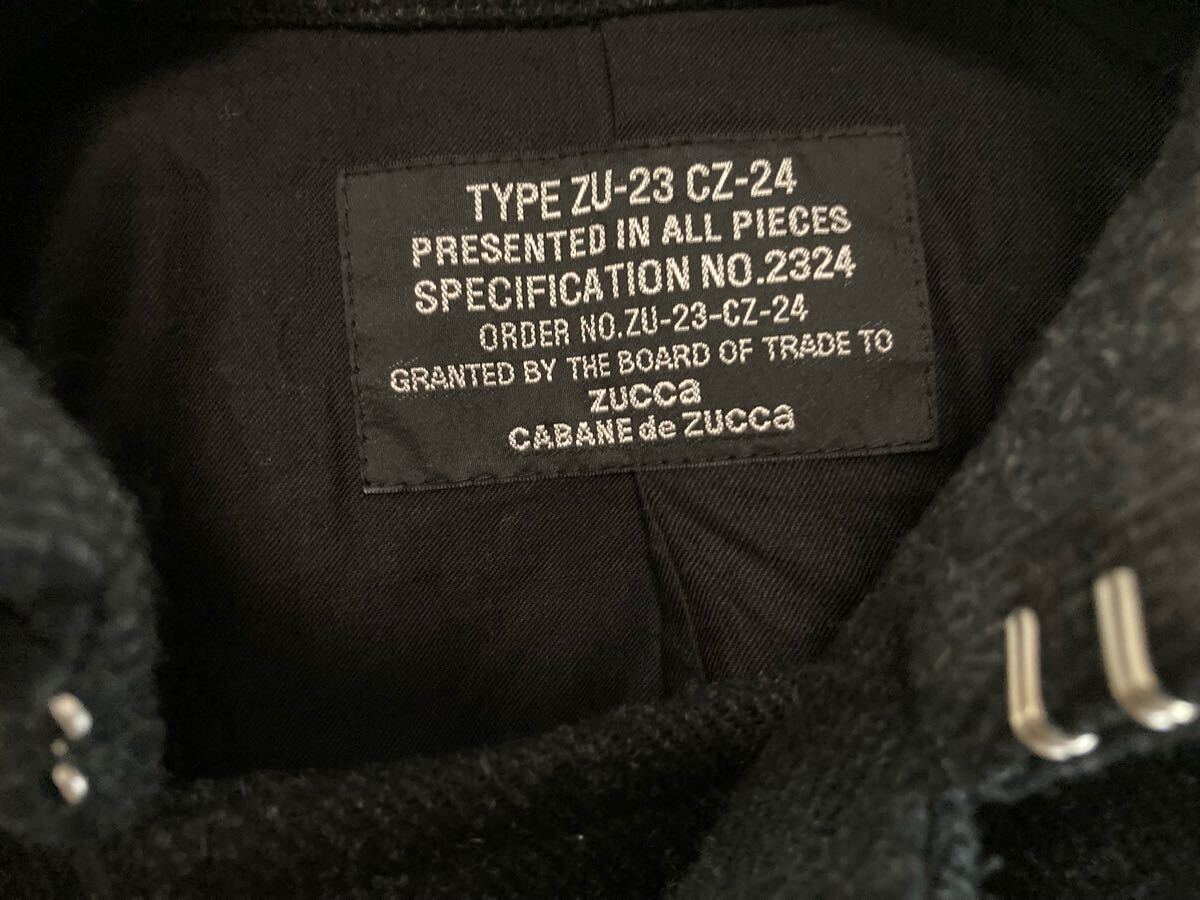 TYPE ZU-23 CZ-24
PRESENTED IN ALL PIECES
SPECIFICATION NO.2324
ORDER NO.ZU-23-CZ-24
GRANTED BY THE BOARD OF TRADE TO
zucca
CABANE de zucca